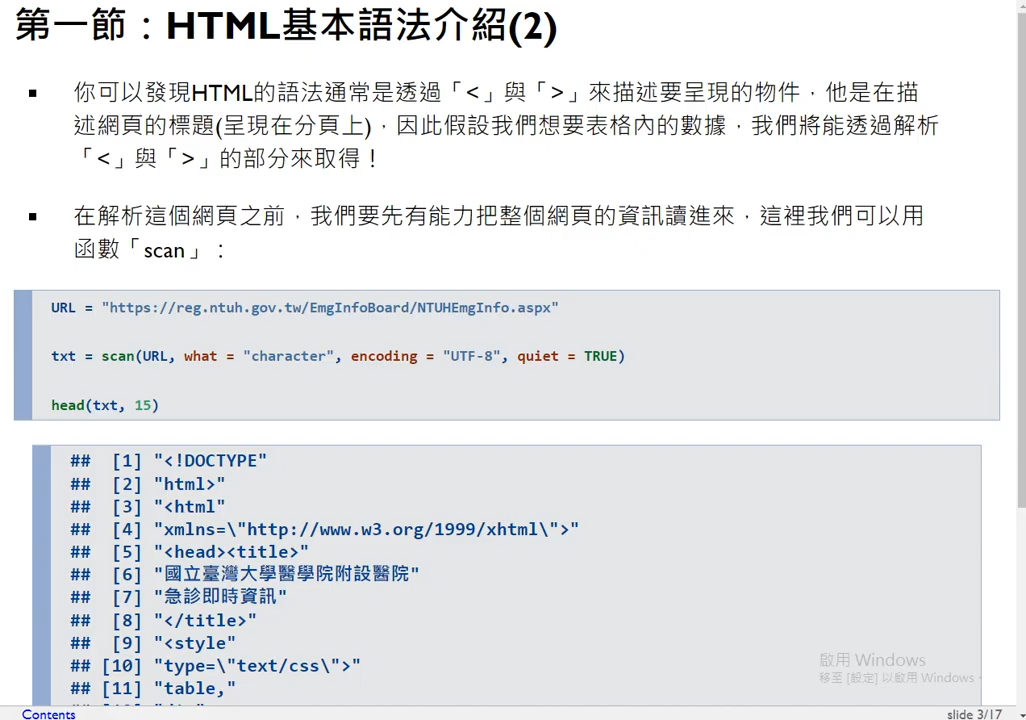 第一節：HTML基本語法介紹(2)
▪ 你可以發現HTML的語法通常是透過「<」與「>」來描述要呈現的物件，他是在描
述網頁的標題(呈現在分頁上)，因此假設我們想要表格內的數據，我們將能透過解析
「<」與「>」的部分來取得！
▪ 在解析這個網頁之前，我們要先有能力把整個網頁的資訊讀進來，這裡我們可以用
函數「scan」：
URL = "https://reg.ntuh.gov.tw/EmgInfoBoard/NTUHEmgInfo.aspx"
txt = scan(URL, what = "character", encoding = "UTF-8", quiet = TRUE)
head(txt, 15)
## [1] "<!DOCTYPE"
## [2] "html>"
## [3] "<html"
## [4] "xmlns=\"http://www.w3.org/1999/xhtml\">"
## [5] "<head><title>"
## [6] "國立臺灣大學醫學院附設醫院"
## [7] "急診即時資訊"
## [8] "</title>"
## [9] "<style"
## [10] "type=\"text/css\">"
## [11] "table,"
啟用 Windows
移至 [設定] 以啟用 Windows。
Contents
slide 3/17